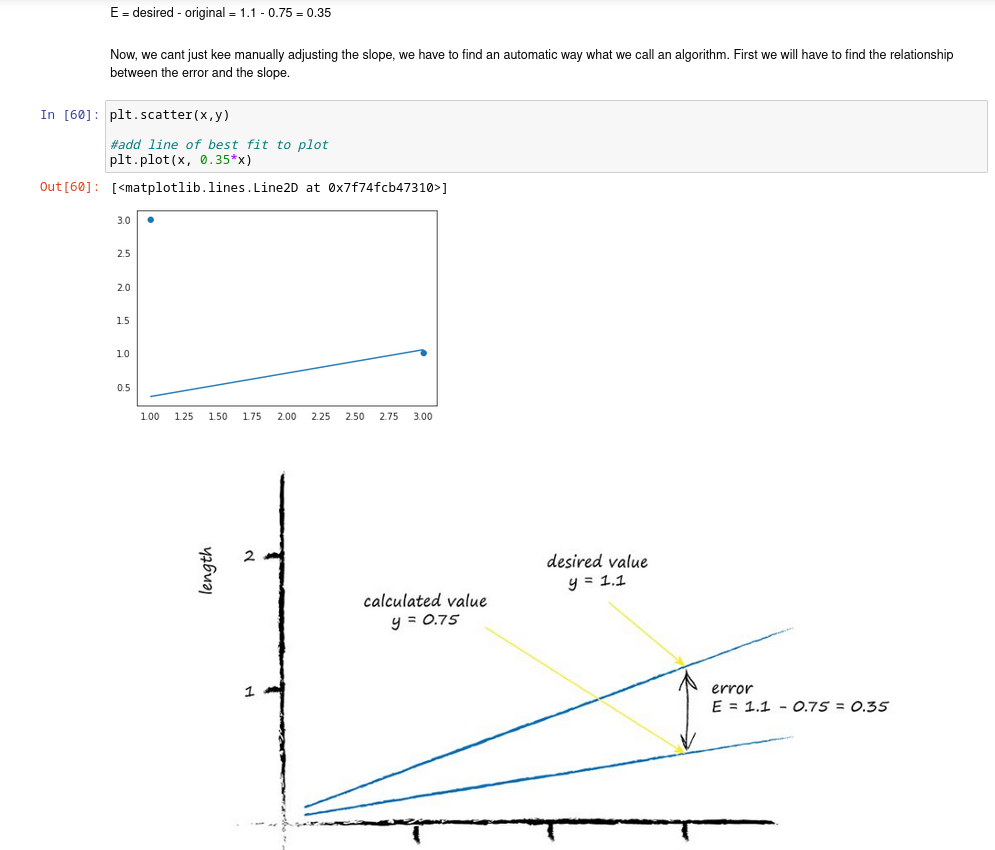 E = desired - original = 1.1 - 0.75 = 0.35
Now, we cant just kee manually adjusting the slope, we have to find an automatic way what we call an algorithm. First we will have to find the relationship
between the error and the slope.
In [60]: plt.scatter(x,y)
#add line of best fit to plot
plt.plot(x, 0.35*x)
Out[60]: [<matplotlib.lines.Line2D at 0x7f74fcb47310>]
3.0
2.5
2.0
1.5
1.0
0.5
1.00 1.25 1.50 1.75 2.00 2.25 2.50 2.75 3.00
length
2
desired value
y = 1.1
calculated value
y = 0.75
1
error
E = 1.1 - 0.75 = 0.35